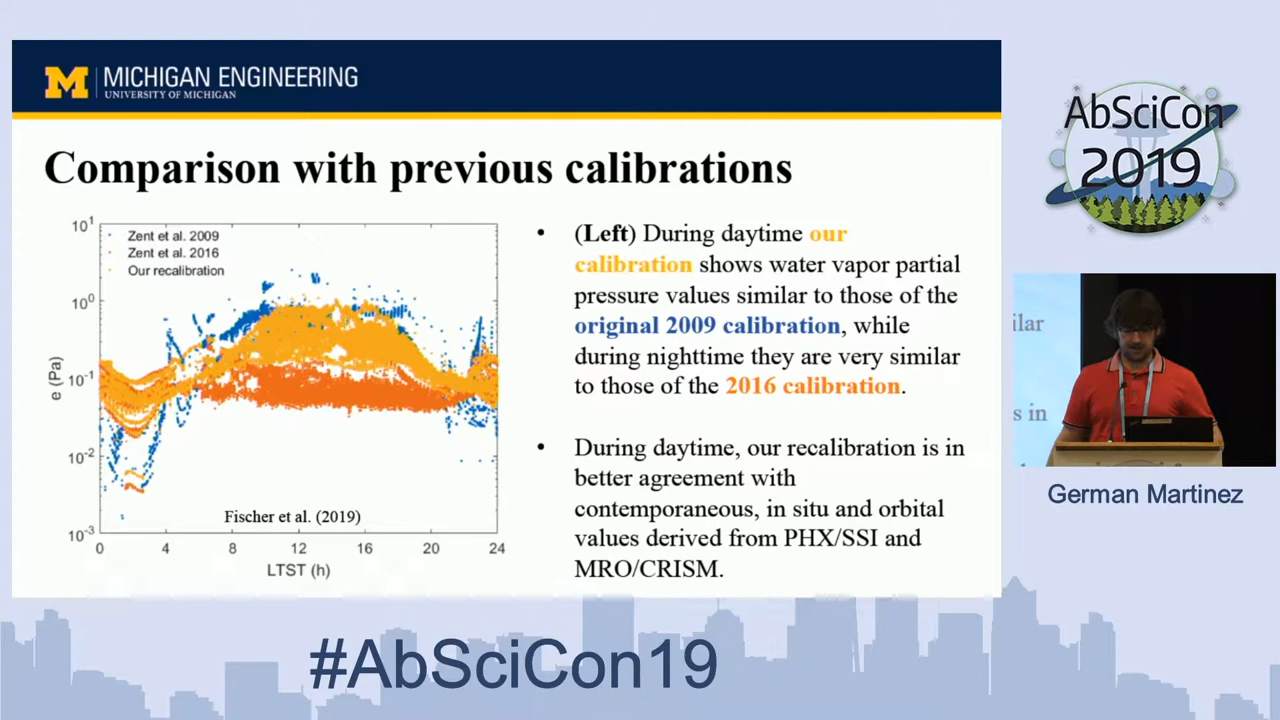 MICHIGAN ENGINEERING
UNIVERSITY OF MICHIGAN
Comparison with previous calibrations
10¹
10⁰
10⁻¹
10⁻²
10⁻³
e (Pa)
Zent et al. 2009
Zent et al. 2016
Our recalibration
Fischer et al. (2019)
0 4 8 12 16 20 24
LTST (h)
• (Left) During daytime our
calibration shows water vapor partial
pressure values similar to those of the
original 2009 calibration, while
during nighttime they are very similar
to those of the 2016 calibration.
• During daytime, our recalibration is in
better agreement with
contemporaneous, in situ and orbital
values derived from PHX/SSI and
MRO/CRISM.
AbSciCon
2019
ilar
s in
German Martinez
#AbSciCon19